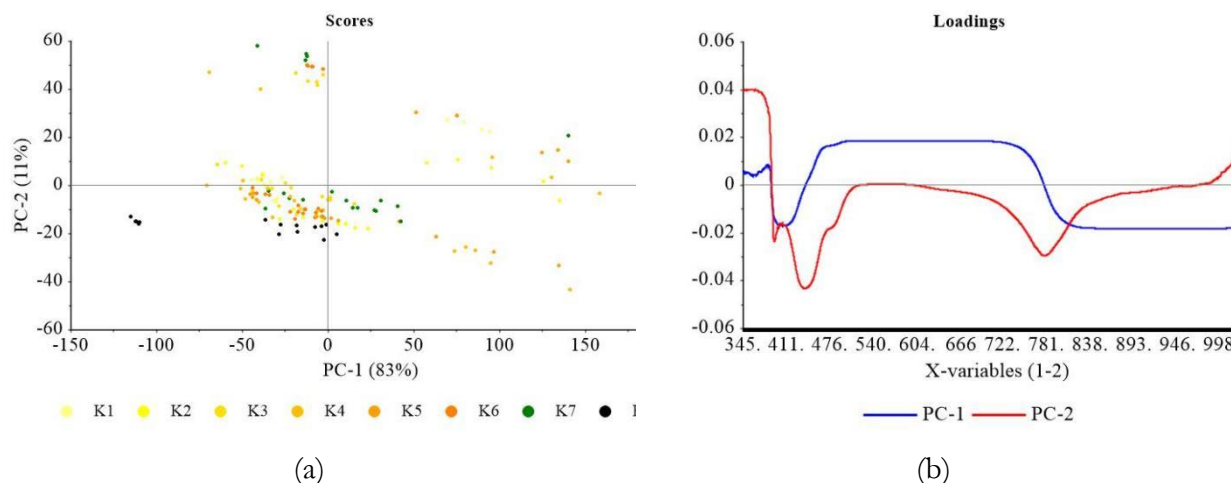 Scores
60
40
20
0
-20
-40
-60
-150 -100 -50 0 50 100 150
PC-2 (11%)
PC-1 (83%)
K1 K2 K3 K4 K5 K6 K7
(a)
Loadings
0.06
0.04
0.02
0
-0.02
-0.04
-0.06
345. 411. 476. 540. 604. 666 722. 781. 838. 893. 946. 998
X-variables (1-2)
PC-1 PC-2
(b)